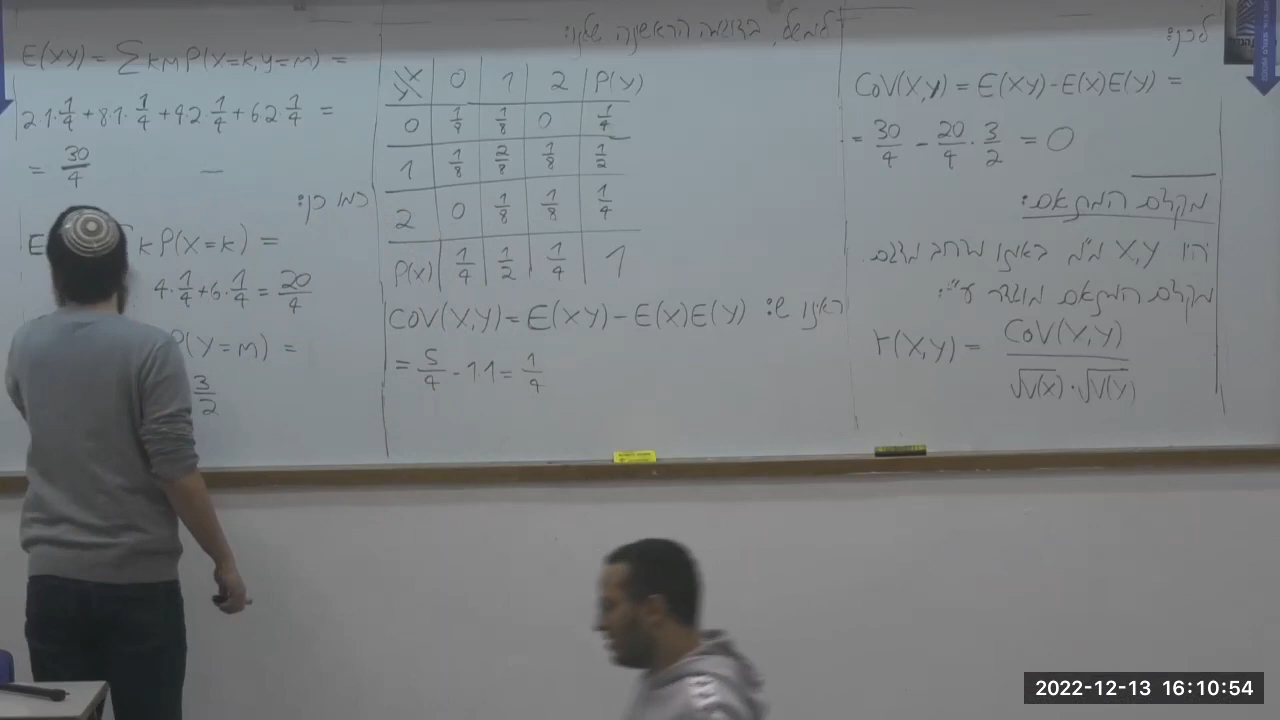 E(XY) = ∑ k m P(X=k, Y=m) =
2·1·1/4 + 8·1·1/4 + 4·2·1/4 + 6·2·1/4 =
= 30/4
כמו כן:
E k P(X=k) =
4·1/4 + 6·1/4 = 20/4
P(Y=m) =
3/2
למשל, בדוגמה הראשונה שלנו:
Y X 0 1 2 P(Y)
0 1/8 1/8 0 1/4
1 1/8 2/8 1/8 1/2
2 0 1/8 1/8 1/4
P(X) 1/4 1/2 1/4 1
ראינו ש: COV(X,Y) = E(XY) - E(X)E(Y)
= 5/4 - 1·1 = 1/4
לכן:
COV(X,Y) = E(XY) - E(X)E(Y) =
= 30/4 - 20/4 · 3/2 = 0
מקדם המתאם:
יהיו X,Y מ"מ באותו מרחב מדגם.
מקדם המתאם מוגדר ע"י:
r(X,Y) = COV(X,Y) / √V(X) · √V(Y)
2022-12-13 16:10:54